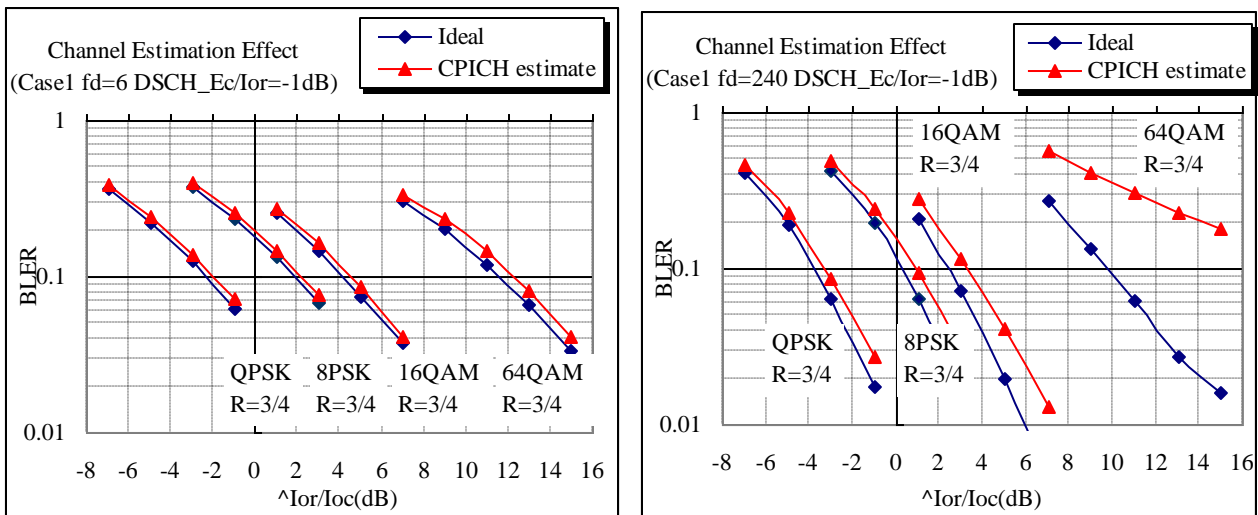 Channel Estimation Effect
(Case1 fd=6 DSCH_Ec/Ior=-1dB)
Ideal
CPICH estimate
1
0.1
0.01
BLER
QPSK
R=3/4
8PSK
R=3/4
16QAM
R=3/4
64QAM
R=3/4
-8 -6 -4 -2 0 2 4 6 8 10 12 14 16
^Ior/Ioc(dB)
Channel Estimation Effect
(Case1 fd=240 DSCH_Ec/Ior=-1dB)
Ideal
CPICH estimate
1
0.1
0.01
BLER
16QAM
R=3/4
64QAM
R=3/4
QPSK
R=3/4
8PSK
R=3/4
-8 -6 -4 -2 0 2 4 6 8 10 12 14 16
^Ior/Ioc(dB)